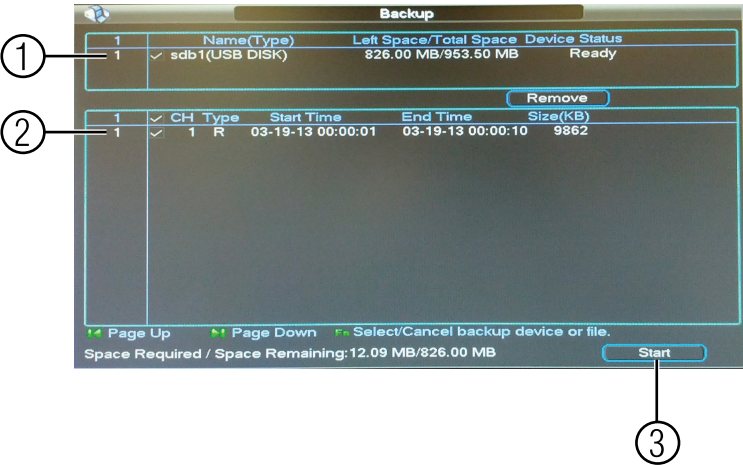 Backup
1 Name(Type) Left Space/Total Space Device Status
1 sdb1(USB DISK) 826.00 MB/953.50 MB Ready
Remove
1 CH Type Start Time End Time Size(KB)
1 1 R 03-19-13 00:00:01 03-19-13 00:00:10 9862
Page Up Page Down Fn Select/Cancel backup device or file.
Space Required / Space Remaining:12.09 MB/826.00 MB Start
1
2
3